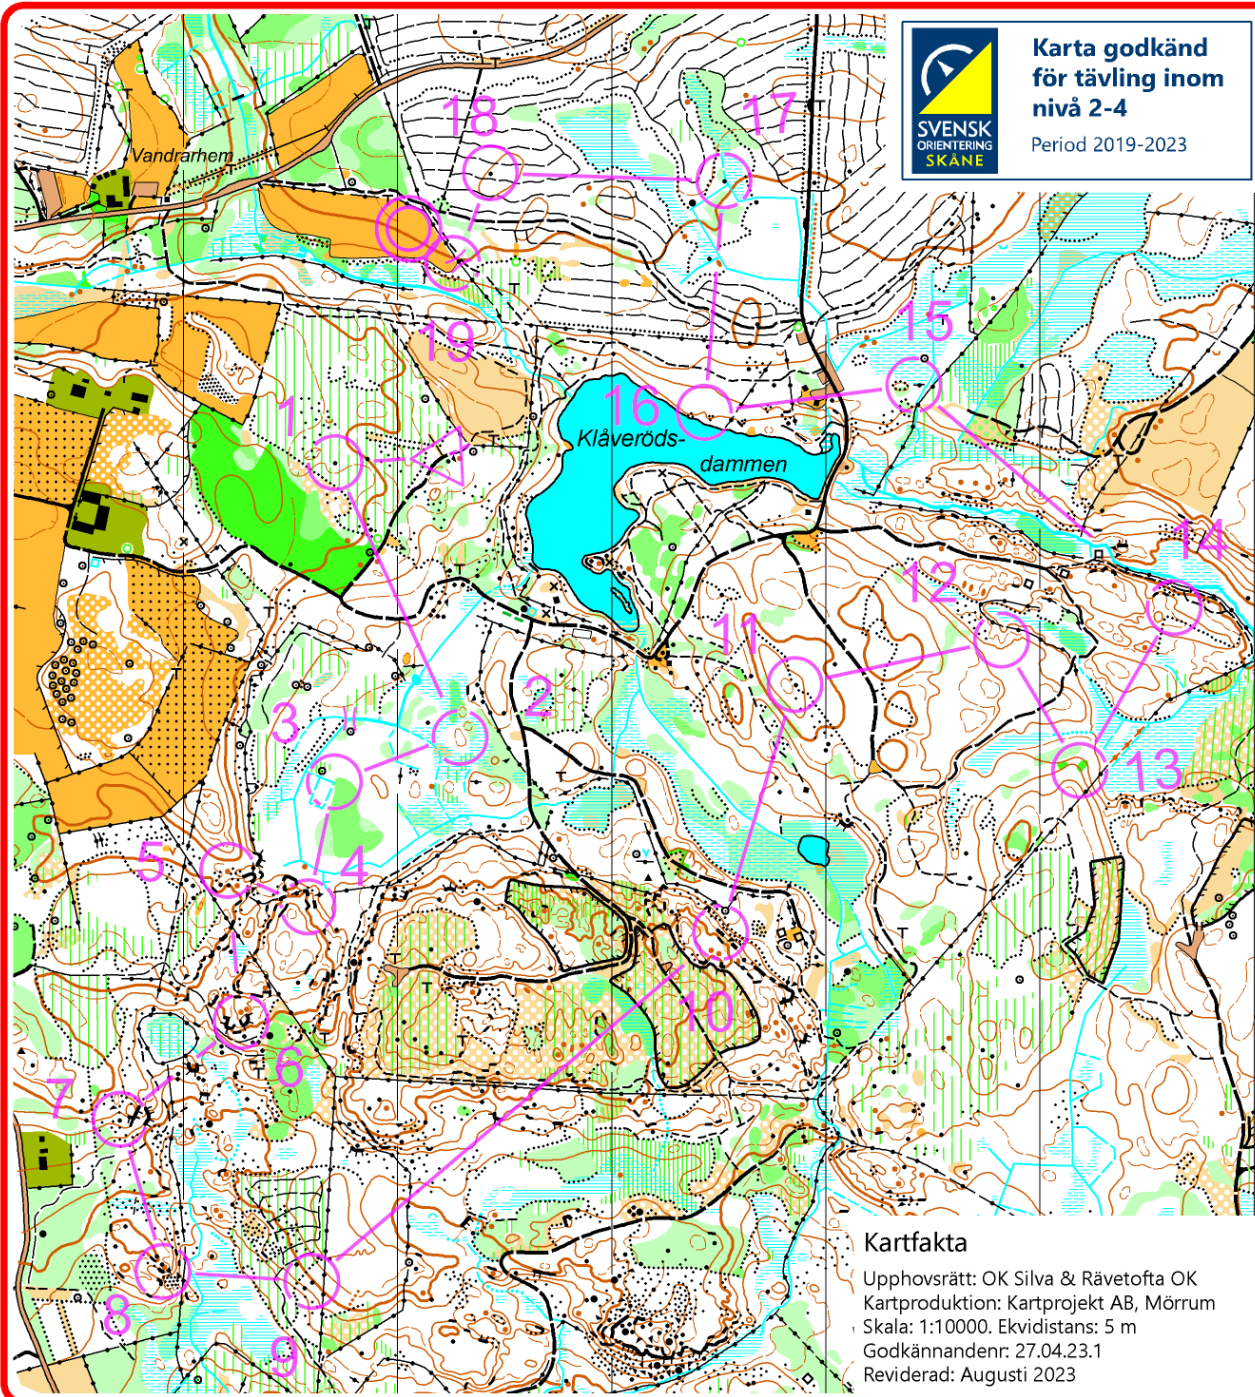 Karta godkänd
för tävling inom
nivå 2-4
Period 2019-2023
SVENSK
ORIENTERING
SKÅNE
17
18
Vandrarhem
15
19
16
1
Klåveröds-
dammen
14
12
11
2
3
13
5
4
10
6
7
8
9
Kartfakta
Upphovsrätt: OK Silva & Rävetofta OK
Kartproduktion: Kartprojekt AB, Mörrum
Skala: 1:10000. Ekvidistans: 5 m
Godkännandenr: 27.04.23.1
Reviderad: Augusti 2023